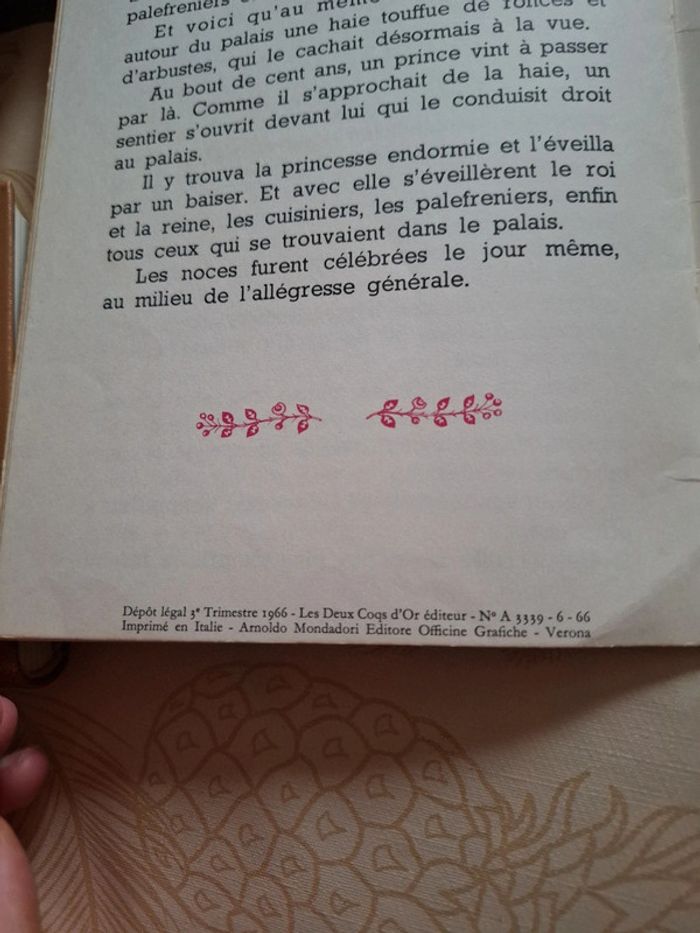 palefreniers
Et voici qu'au même
autour du palais une haie touffue de ronces et
d'arbustes, qui le cachait désormais à la vue.
Au bout de cent ans, un prince vint à passer
par là. Comme il s'approchait de la haie, un
sentier s'ouvrit devant lui qui le conduisit droit
au palais.
Il y trouva la princesse endormie et l'éveilla
par un baiser. Et avec elle s'éveillèrent le roi
et la reine, les cuisiniers, les palefreniers, enfin
tous ceux qui se trouvaient dans le palais.
Les noces furent célébrées le jour même,
au milieu de l'allégresse générale.
Dépôt légal 3e Trimestre 1966 - Les Deux Coqs d'Or éditeur - No A 3339 - 6 - 66
Imprimé en Italie - Arnoldo Mondadori Editore Officine Grafiche - Verona